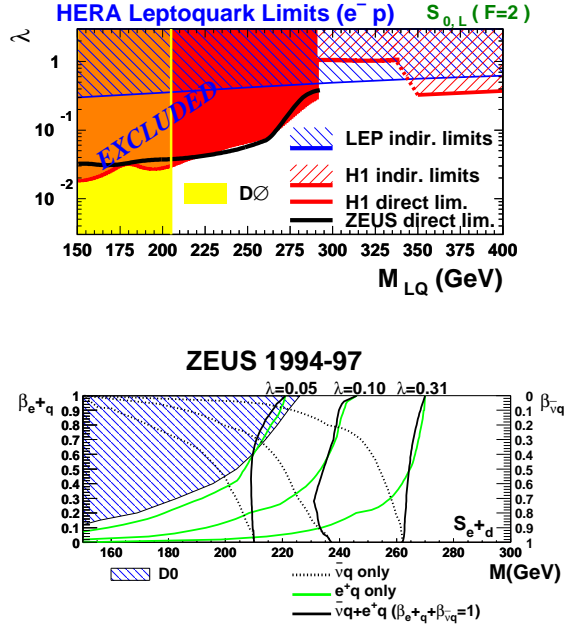 HERA Leptoquark Limits (e⁻ p) S₀,L ( F=2 )
λ
1
10⁻¹
10⁻²
EXCLUDED
LEP indir. limits
H1 indir. limits
H1 direct lim.
ZEUS direct lim.
DØ
150 175 200 225 250 275 300 325 350 375 400
M LQ (GeV)
ZEUS 1994-97
λ=0.05 λ=0.10 λ=0.31
βe+q
1
0.9
0.8
0.7
0.6
0.5
0.4
0.3
0.2
0.1
0
βν̄q
0
0.1
0.2
0.3
0.4
0.5
0.6
0.7
0.8
0.9
1
Se+d
160 180 200 220 240 260 280 300
M(GeV)
D0
ν̄q only
e⁺q only
ν̄q+e⁺q (βe+q+βν̄q=1)